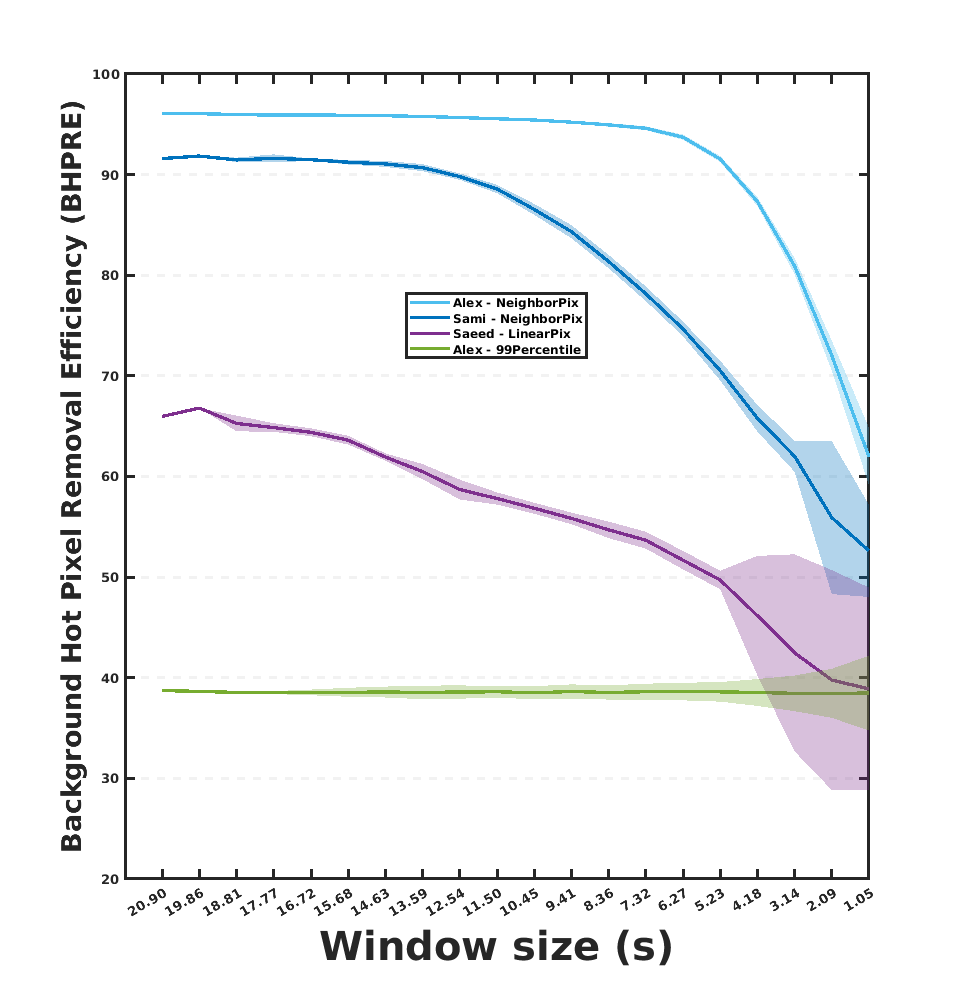 Background Hot Pixel Removal Efficiency (BHPRE)
100
90
80
70
60
50
40
30
20
Alex - NeighborPix
Sami - NeighborPix
Saeed - LinearPix
Alex - 99Percentile
20.90 19.86 18.81 17.77 16.72 15.68 14.63 13.59 12.54 11.50 10.45 9.41 8.36 7.32 6.27 5.23 4.18 3.14 2.09 1.05
Window size (s)